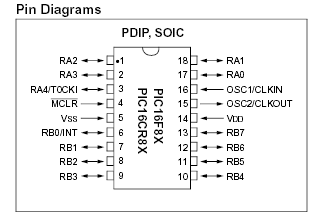 Pin Diagrams
PDIP, SOIC
RA2 1 18 RA1
RA3 2 17 RA0
RA4/T0CKI 3 16 OSC1/CLKIN
MCLR 4 15 OSC2/CLKOUT
VSS 5 14 VDD
RB0/INT 6 13 RB7
RB1 7 12 RB6
RB2 8 11 RB5
RB3 9 10 RB4
PIC16F8X
PIC16CR8X